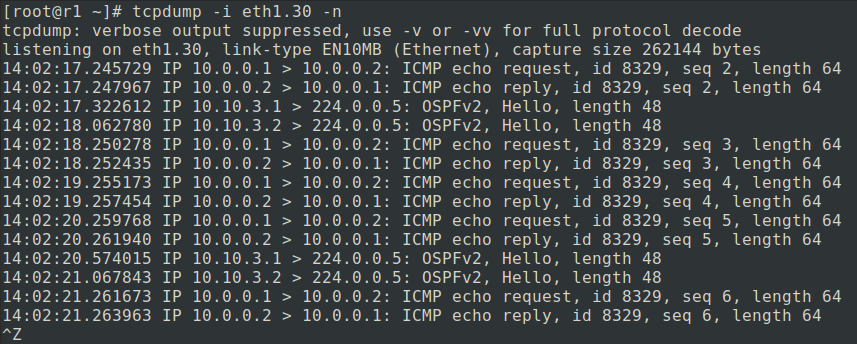 [root@r1 ~]# tcpdump -i eth1.30 -n
tcpdump: verbose output suppressed, use -v or -vv for full protocol decode
listening on eth1.30, link-type EN10MB (Ethernet), capture size 262144 bytes
14:02:17.245729 IP 10.0.0.1 > 10.0.0.2: ICMP echo request, id 8329, seq 2, length 64
14:02:17.247967 IP 10.0.0.2 > 10.0.0.1: ICMP echo reply, id 8329, seq 2, length 64
14:02:17.322612 IP 10.10.3.1 > 224.0.0.5: OSPFv2, Hello, length 48
14:02:18.062780 IP 10.10.3.2 > 224.0.0.5: OSPFv2, Hello, length 48
14:02:18.250278 IP 10.0.0.1 > 10.0.0.2: ICMP echo request, id 8329, seq 3, length 64
14:02:18.252435 IP 10.0.0.2 > 10.0.0.1: ICMP echo reply, id 8329, seq 3, length 64
14:02:19.255173 IP 10.0.0.1 > 10.0.0.2: ICMP echo request, id 8329, seq 4, length 64
14:02:19.257454 IP 10.0.0.2 > 10.0.0.1: ICMP echo reply, id 8329, seq 4, length 64
14:02:20.259768 IP 10.0.0.1 > 10.0.0.2: ICMP echo request, id 8329, seq 5, length 64
14:02:20.261940 IP 10.0.0.2 > 10.0.0.1: ICMP echo reply, id 8329, seq 5, length 64
14:02:20.574015 IP 10.10.3.1 > 224.0.0.5: OSPFv2, Hello, length 48
14:02:21.067843 IP 10.10.3.2 > 224.0.0.5: OSPFv2, Hello, length 48
14:02:21.261673 IP 10.0.0.1 > 10.0.0.2: ICMP echo request, id 8329, seq 6, length 64
14:02:21.263963 IP 10.0.0.2 > 10.0.0.1: ICMP echo reply, id 8329, seq 6, length 64
^Z